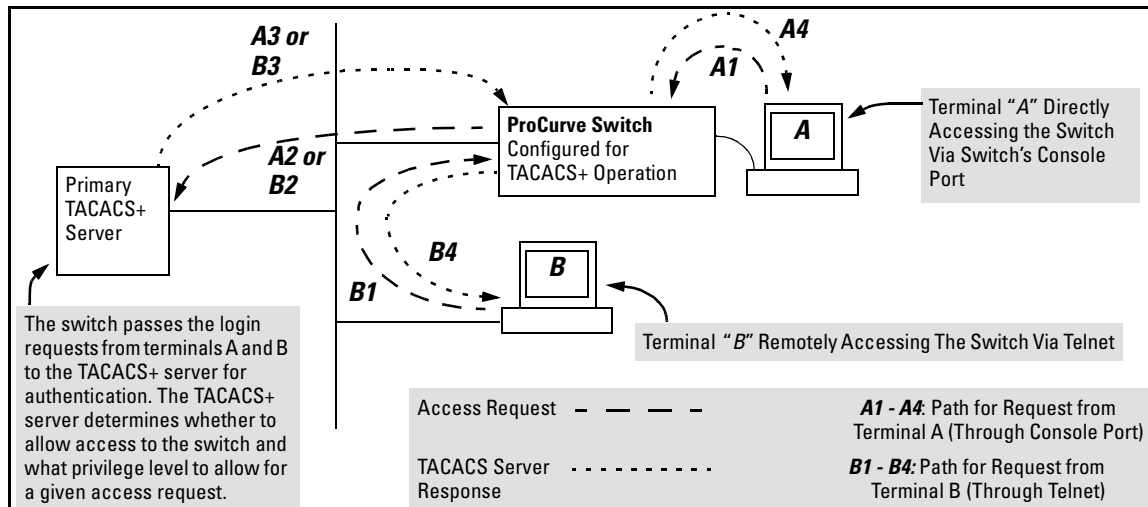 A3 or
B3
A4
A1
ProCurve Switch
Configured for
TACACS+ Operation
A
Terminal “A” Directly
Accessing the Switch
Via Switch's Console
Port
A2 or
B2
Primary
TACACS+
Server
B4
B1
B
The switch passes the login
requests from terminals A and B
to the TACACS+ server for
authentication. The TACACS+
server determines whether to
allow access to the switch and
what privilege level to allow for
a given access request.
Terminal “B” Remotely Accessing The Switch Via Telnet
Access Request
A1 - A4: Path for Request from
Terminal A (Through Console Port)
TACACS Server
Response
B1 - B4: Path for Request from
Terminal B (Through Telnet)